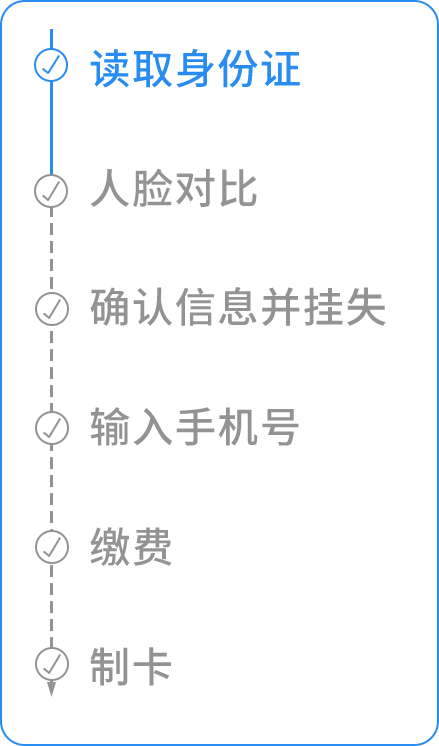 读取身份证
人脸对比
确认信息并挂失
输入手机号
缴费
制卡